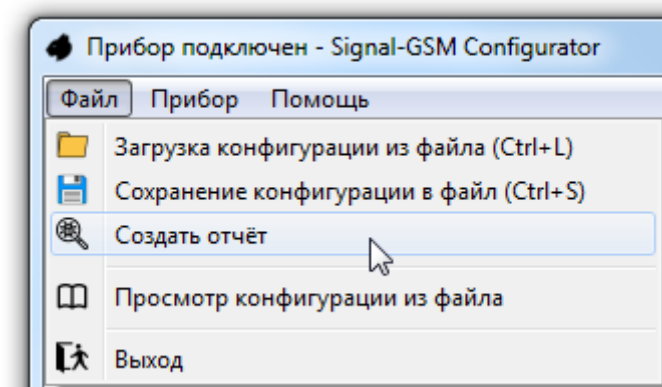 Прибор подключен - Signal-GSM Configurator
Файл Прибор Помощь
Загрузка конфигурации из файла (Ctrl+L)
Сохранение конфигурации в файл (Ctrl+S)
Создать отчёт
Просмотр конфигурации из файла
Выход